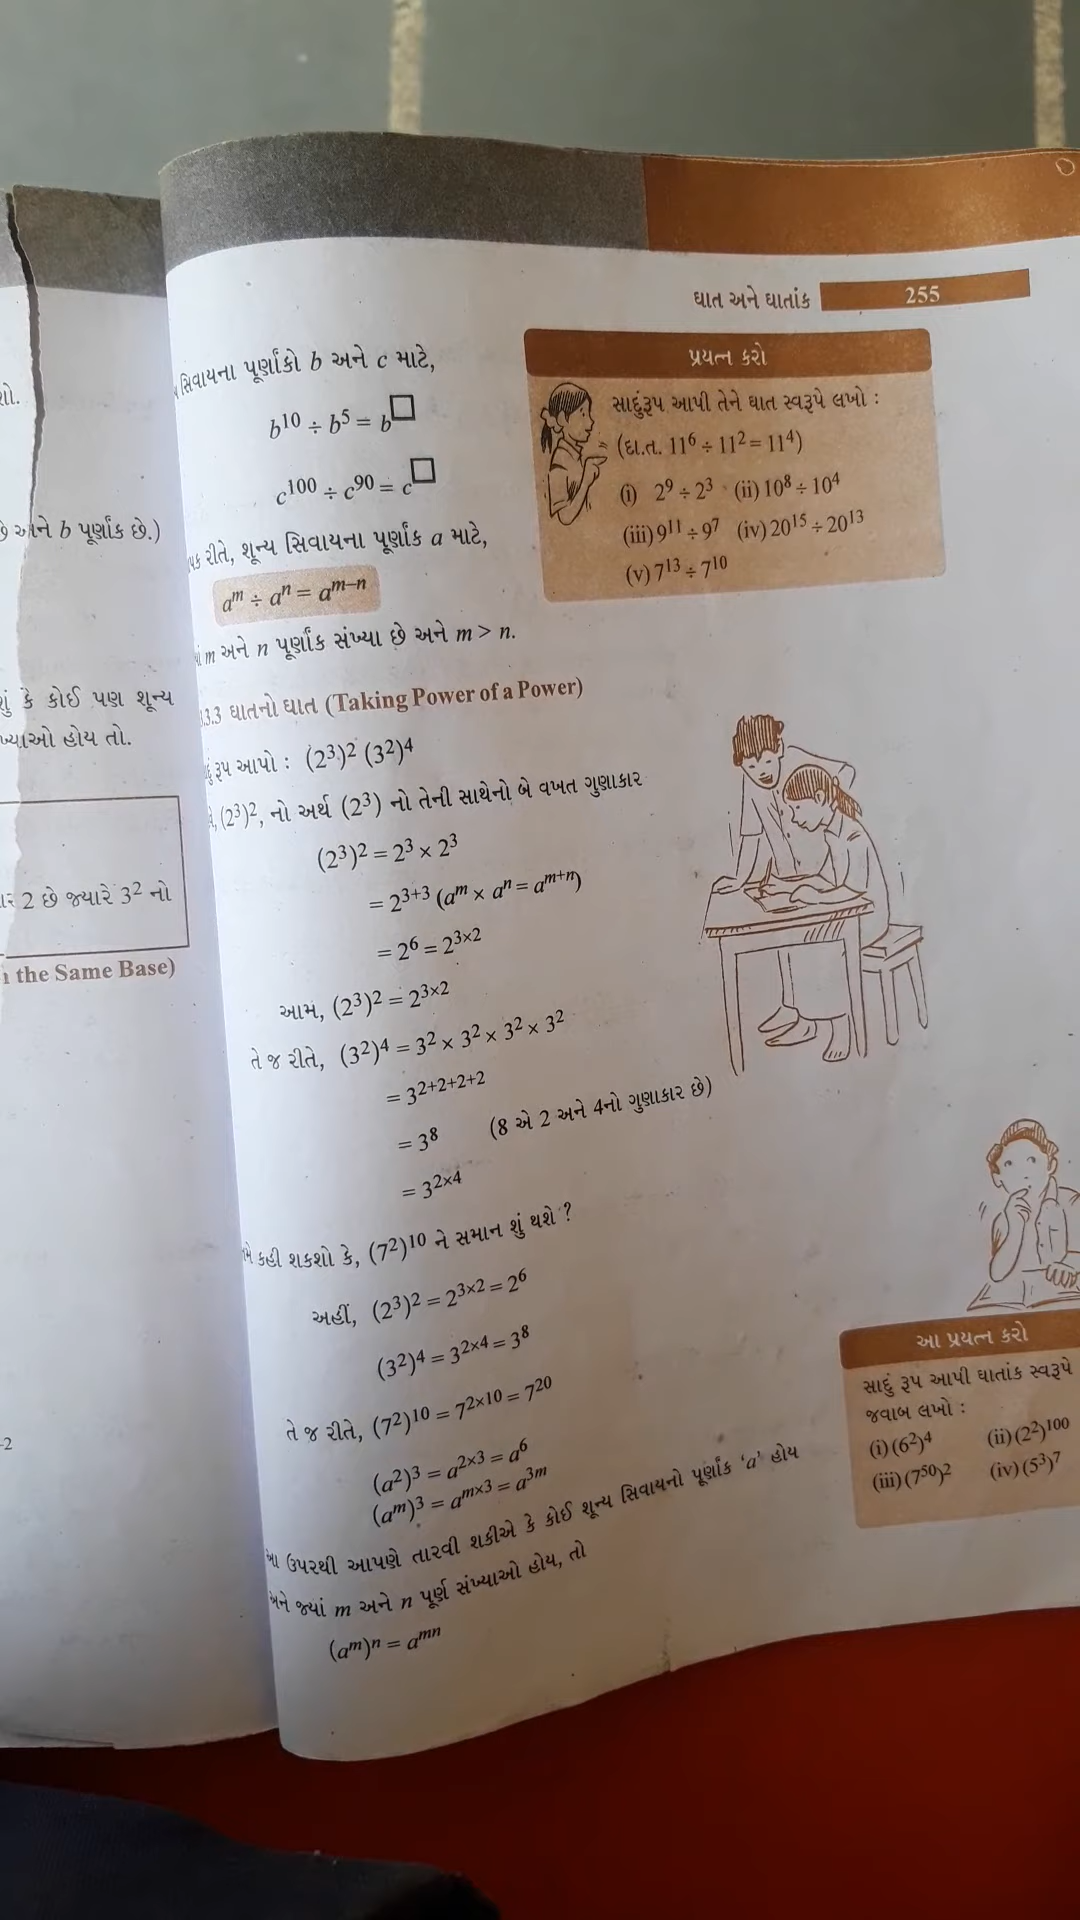 ઘાત અને ઘાતાંક 255
સિવાયના પૂર્ણાંકો b અને c માટે,
b¹⁰ ÷ b⁵ = b□
c¹⁰⁰ ÷ c⁹⁰ = c□
રીતે, શૂન્ય સિવાયના પૂર્ણાંક a માટે,
aᵐ ÷ aⁿ = aᵐ⁻ⁿ
m અને n પૂર્ણાંક સંખ્યા છે અને m > n.
પ્રયત્ન કરો
સાદુંરૂપ આપી તેને ઘાત સ્વરૂપે લખો :
(દા.ત. 11⁶ ÷ 11² = 11⁴)
(i) 2⁹ ÷ 2³ (ii) 10⁸ ÷ 10⁴
(iii) 9¹¹ ÷ 9⁷ (iv) 20¹⁵ ÷ 20¹³
(v) 7¹³ ÷ 7¹⁰
.3.3 ઘાતનો ઘાત (Taking Power of a Power)
રૂપ આપો : (2³)² (3²)⁴
(2³)², નો અર્થ (2³) નો તેની સાથેનો બે વખત ગુણાકાર
(2³)² = 2³ × 2³
= 2³⁺³ (aᵐ × aⁿ = aᵐ⁺ⁿ)
= 2⁶ = 2³ˣ²
આમ, (2³)² = 2³ˣ²
તે જ રીતે, (3²)⁴ = 3² × 3² × 3² × 3²
= 3²⁺²⁺²⁺²
= 3⁸ (8 એ 2 અને 4નો ગુણાકાર છે)
= 3²ˣ⁴
કહી શકશો કે, (7²)¹⁰ ને સમાન શું થશે ?
અહીં, (2³)² = 2³ˣ² = 2⁶
(3²)⁴ = 3²ˣ⁴ = 3⁸
તે જ રીતે, (7²)¹⁰ = 7²ˣ¹⁰ = 7²⁰
(a²)³ = a²ˣ³ = a⁶
(aᵐ)³ = aᵐˣ³ = a³ᵐ
આ ઉપરથી આપણે તારવી શકીએ કે કોઈ શૂન્ય સિવાયનો પૂર્ણાંક ‘a’ હોય
અને જ્યાં m અને n પૂર્ણ સંખ્યાઓ હોય, તો
(aᵐ)ⁿ = aᵐⁿ
આ પ્રયત્ન કરો
સાદું રૂપ આપી ઘાતાંક સ્વરૂપે
જવાબ લખો :
(i) (6²)⁴ (ii) (2²)¹⁰⁰
(iii) (7⁵⁰)² (iv) (5³)⁷
અને b પૂર્ણાંક છે.)
કે કોઈ પણ શૂન્ય
હોય તો.
2 છે જ્યારે 3² નો
the Same Base)
-2